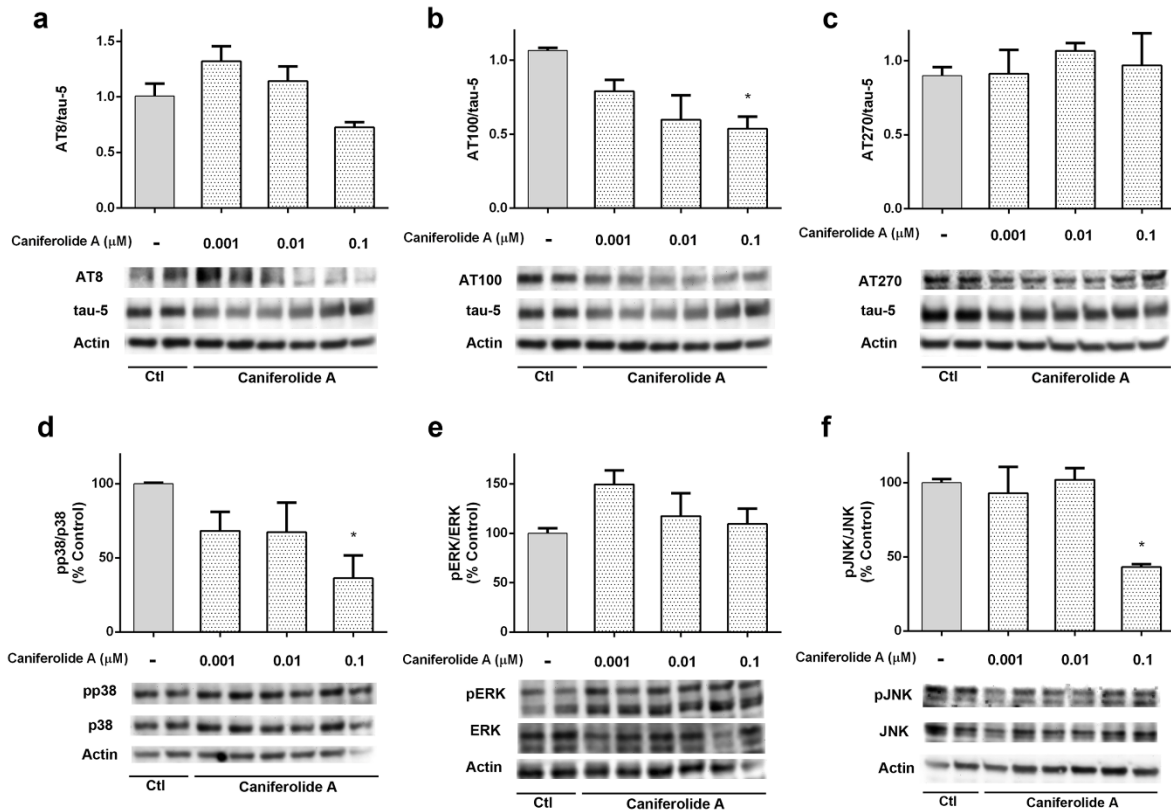 a
AT8/tau-5
1.5
1.0
0.5
0.0
Caniferolide A (μM) - 0.001 0.01 0.1
AT8
tau-5
Actin
Ctl Caniferolide A
b
AT100/tau-5
1.0
0.5
0.0
Caniferolide A (μM) - 0.001 0.01 0.1
*
AT100
tau-5
Actin
Ctl Caniferolide A
c
AT270/tau-5
1.0
0.5
0.0
Caniferolide A (μM) - 0.001 0.01 0.1
AT270
tau-5
Actin
Ctl Caniferolide A
d
pp38/p38
(% Control)
100
50
0
*
Caniferolide A (μM) - 0.001 0.01 0.1
pp38
p38
Actin
Ctl Caniferolide A
e
pERK/ERK
(% Control)
150
100
50
0
Caniferolide A (μM) - 0.001 0.01 0.1
pERK
ERK
Actin
Ctl Caniferolide A
f
pJNK/JNK
(% Control)
100
50
0
*
Caniferolide A (μM) - 0.001 0.01 0.1
pJNK
JNK
Actin
Ctl Caniferolide A